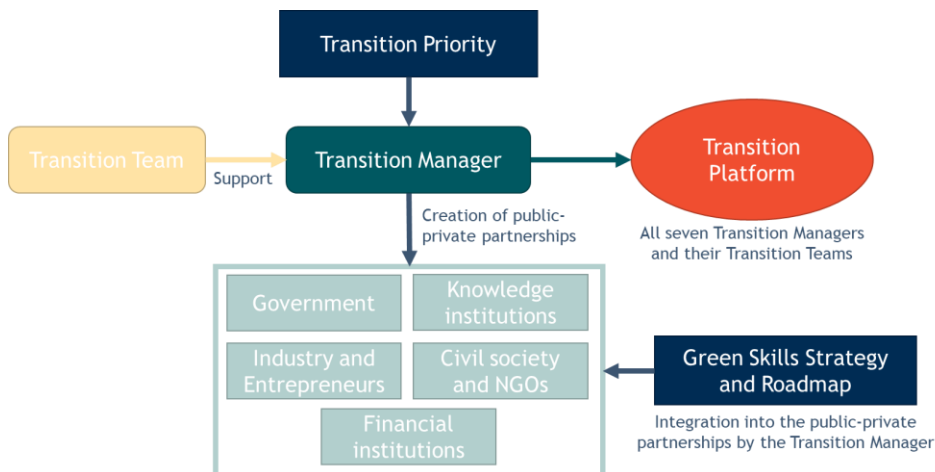 Transition Priority
Transition Team
Support
Transition Manager
Transition
Platform
Creation of public-
private partnerships
All seven Transition Managers
and their Transition Teams
Government
Knowledge
institutions
Industry and
Entrepreneurs
Civil society
and NGOs
Financial
institutions
Green Skills Strategy
and Roadmap
Integration into the public-private
partnerships by the Transition Manager